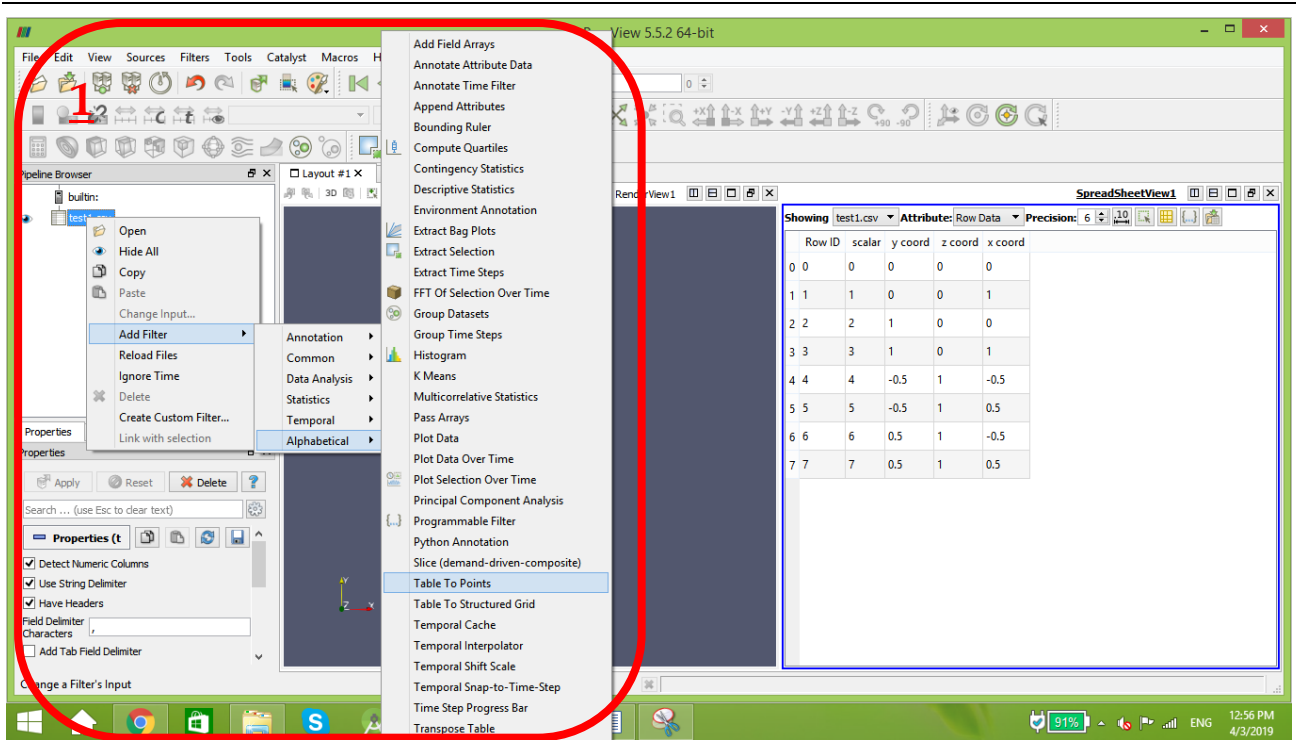 View 5.5.2 64-bit
File Edit View Sources Filters Tools Catalyst Macros H
0
1
+X -X +Y -Y +Z -Z +90 -90
Pipeline Browser
Layout #1
builtin:
test1.csv
3D
RenderView1
SpreadSheetView1
Showing test1.csv Attribute: Row Data Precision: 6
Row ID scalar y coord z coord x coord
0 0 0 0 0 0
1 1 1 0 0 1
2 2 2 1 0 0
3 3 3 1 0 1
4 4 4 -0.5 1 -0.5
5 5 5 -0.5 1 0.5
6 6 6 0.5 1 -0.5
7 7 7 0.5 1 0.5
Open
Hide All
Copy
Paste
Change Input...
Add Filter
Reload Files
Ignore Time
Delete
Create Custom Filter...
Link with selection
Annotation
Common
Data Analysis
Statistics
Temporal
Alphabetical
Add Field Arrays
Annotate Attribute Data
Annotate Time Filter
Append Attributes
Bounding Ruler
Compute Quartiles
Contingency Statistics
Descriptive Statistics
Environment Annotation
Extract Bag Plots
Extract Selection
Extract Time Steps
FFT Of Selection Over Time
Group Datasets
Group Time Steps
Histogram
K Means
Multicorrelative Statistics
Pass Arrays
Plot Data
Plot Data Over Time
Plot Selection Over Time
Principal Component Analysis
Programmable Filter
Python Annotation
Slice (demand-driven-composite)
Table To Points
Table To Structured Grid
Temporal Cache
Temporal Interpolator
Temporal Shift Scale
Temporal Snap-to-Time-Step
Time Step Progress Bar
Transpose Table
Properties
Properties
Apply Reset Delete ?
Search ... (use Esc to clear text)
Properties (t
Detect Numeric Columns
Use String Delimiter
Have Headers
Field Delimiter
Characters ,
Add Tab Field Delimiter
Y
Z X
Change a Filter's Input
91% ENG 12:56 PM
4/3/2019